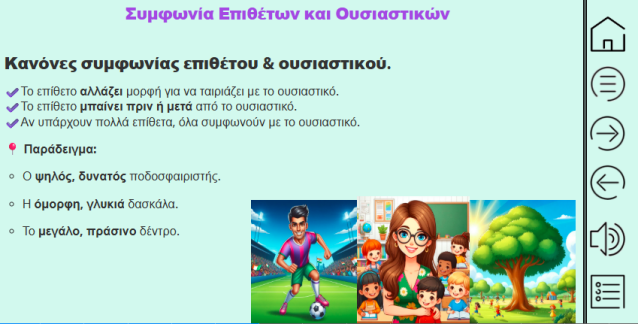 Συμφωνία Επιθέτων και Ουσιαστικών
Κανόνες συμφωνίας επιθέτου & ουσιαστικού.
✔Το επίθετο αλλάζει μορφή για να ταιριάζει με το ουσιαστικό.
✔Το επίθετο μπαίνει πριν ή μετά από το ουσιαστικό.
✔Αν υπάρχουν πολλά επίθετα, όλα συμφωνούν με το ουσιαστικό.
📍 Παράδειγμα:
○ Ο ψηλός, δυνατός ποδοσφαιριστής.
○ Η όμορφη, γλυκιά δασκάλα.
○ Το μεγάλο, πράσινο δέντρο.